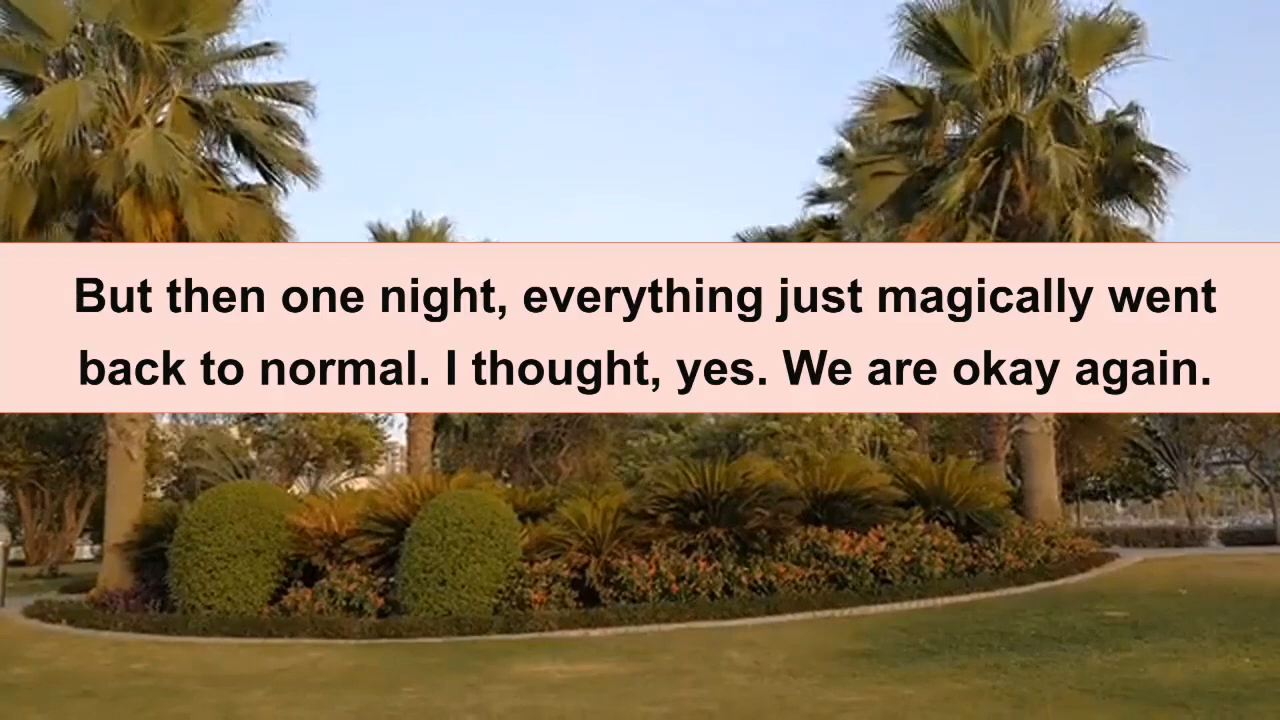 But then one night, everything just magically went
back to normal. I thought, yes. We are okay again.